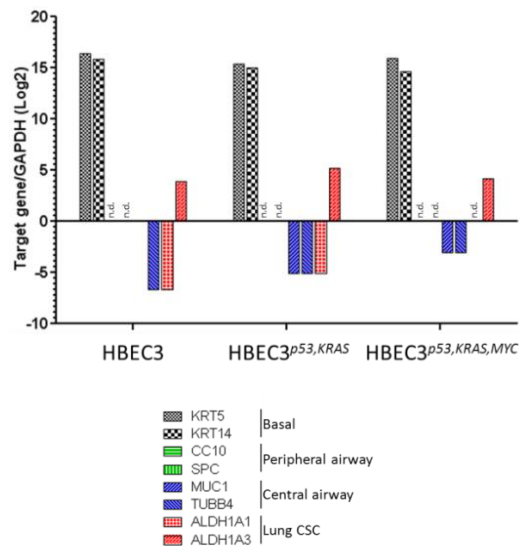 Target gene/GAPDH (Log2)
20
15
10
5
0
-5
-10
n.d. n.d. n.d. n.d. n.d. n.d. n.d.
HBEC3 HBEC3p53,KRAS HBEC3p53,KRAS,MYC
KRT5
KRT14
Basal
CC10
SPC
Peripheral airway
MUC1
TUBB4
Central airway
ALDH1A1
ALDH1A3
Lung CSC